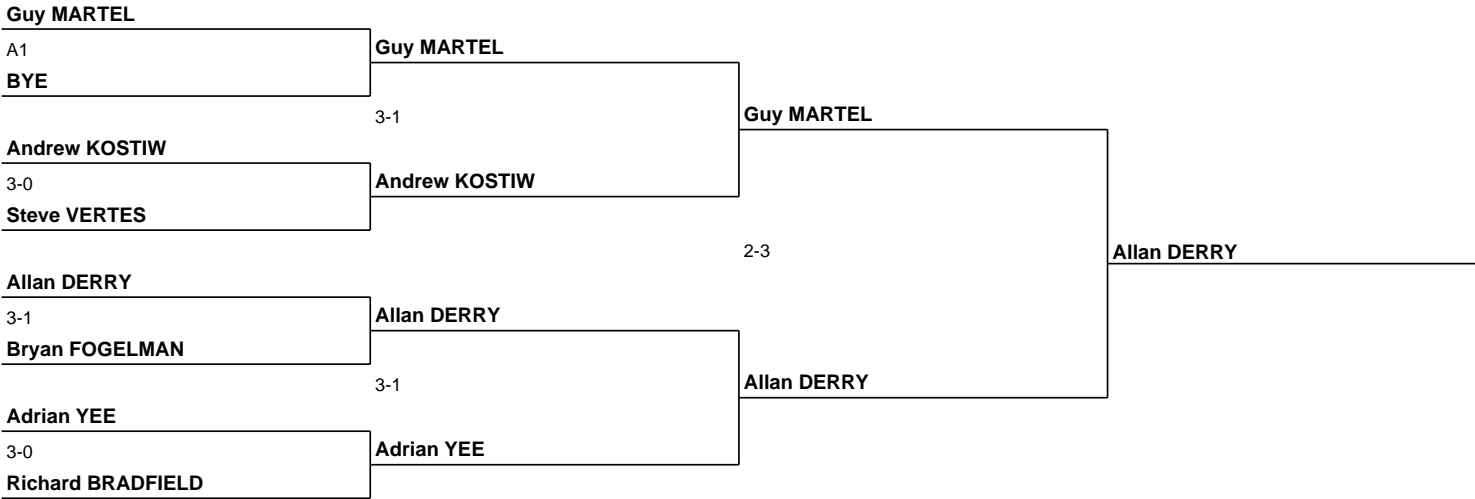 Guy MARTEL
A1
Guy MARTEL
BYE
3-1
Guy MARTEL
Andrew KOSTIW
3-0
Andrew KOSTIW
Steve VERTES
2-3
Allan DERRY
Allan DERRY
3-1
Allan DERRY
Bryan FOGELMAN
3-1
Allan DERRY
Adrian YEE
3-0
Adrian YEE
Richard BRADFIELD